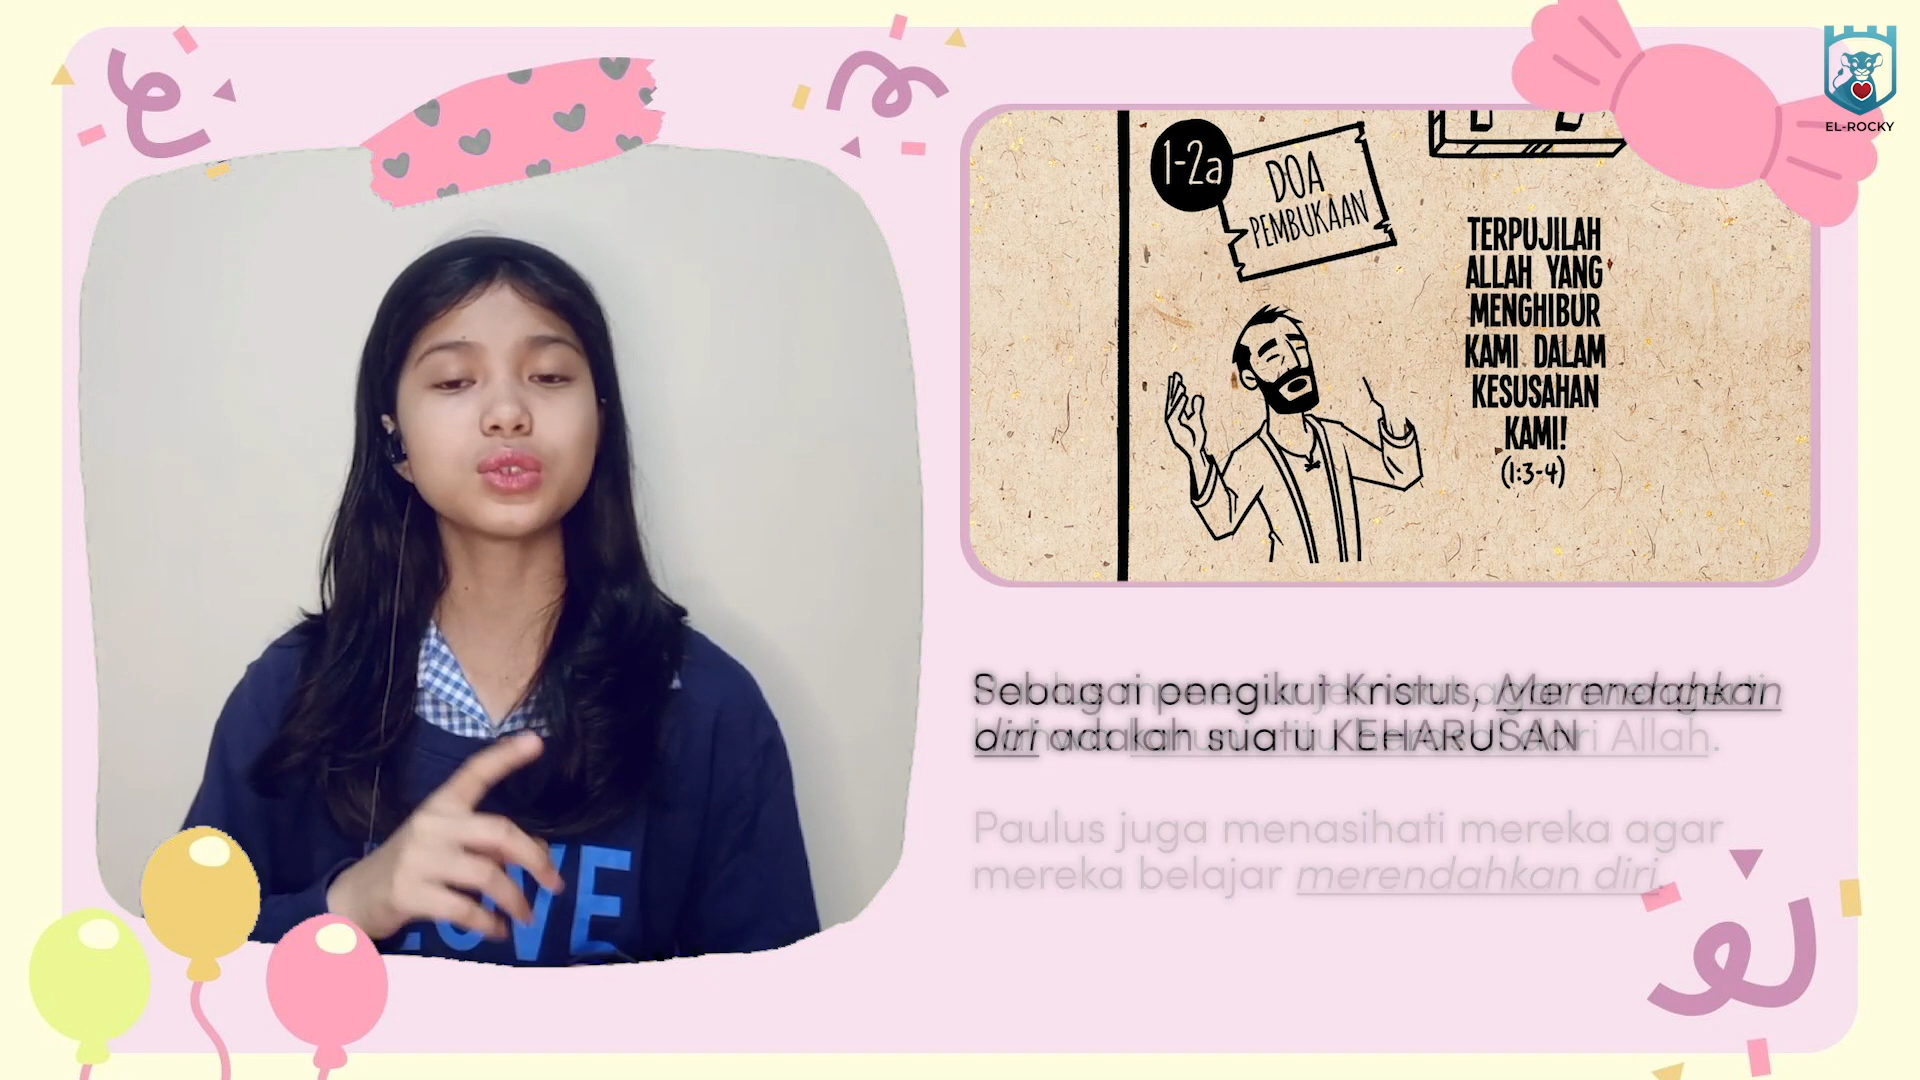 EL-ROCKY
1-2a
DOA
PEMBUKAAN
TERPUJILAH
ALLAH YANG
MENGHIBUR
KAMI DALAM
KESUSAHAN
KAMI!
(1:3-4)
Sebagai pengikut Kristus, Merendahkan
diri adalah suatu KEHARUSAN
Allah.
Paulus juga menasihati mereka agar
mereka belajar merendahkan diri.
LOVE